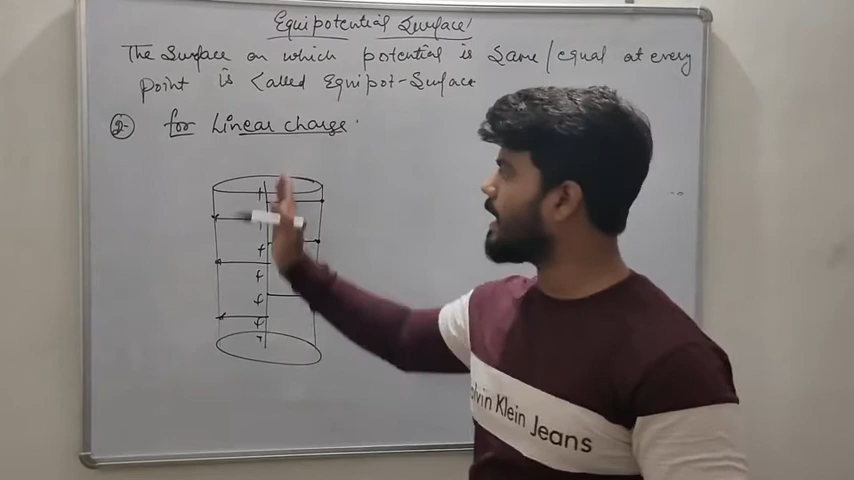 Equipotential Surface
The Surface on which potential is Same/equal at every
point is Called Equipot-Surface
2 for Linear charge.
+
+
+
+
+
Calvin Klein Jeans